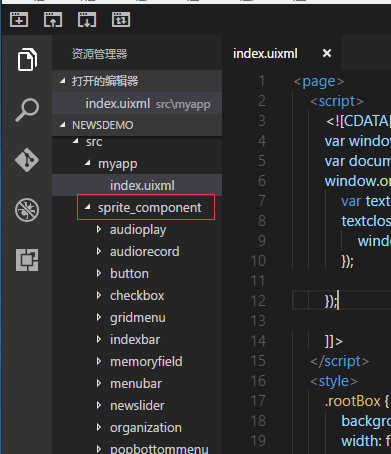 资源管理器
打开的编辑器
index.uixml src\myapp
NEWSDEMO
src
myapp
index.uixml
sprite_component
audioplay
audiorecord
button
checkbox
gridmenu
indexbar
memoryfield
menubar
newslider
organization
popbottommenu
index.uixml ×
1 <page>
2 <script>
3 <![CDATA[
4 var window
5 var docum
6 window.or
7 var text
8 textclos
9 wind
10 });
11
12 });
13
14 ]]>
15 </script>
16 <style>
17 .rootBox {
18 backgro
19 width: f